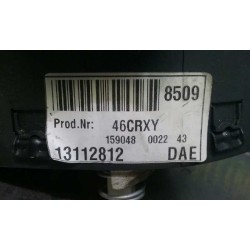 8509
Prod.Nr: 46CRXY
159048 0022 43
13112812 DAE